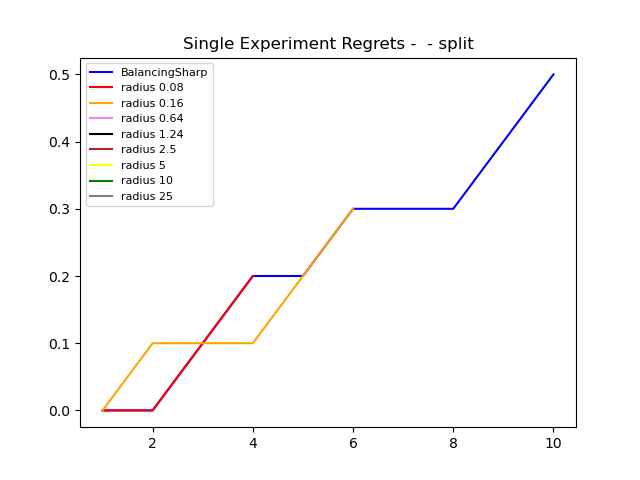 Single Experiment Regrets -  - split
0.5
0.4
0.3
0.2
0.1
0.0
BalancingSharp
radius 0.08
radius 0.16
radius 0.64
radius 1.24
radius 2.5
radius 5
radius 10
radius 25
2 4 6 8 10